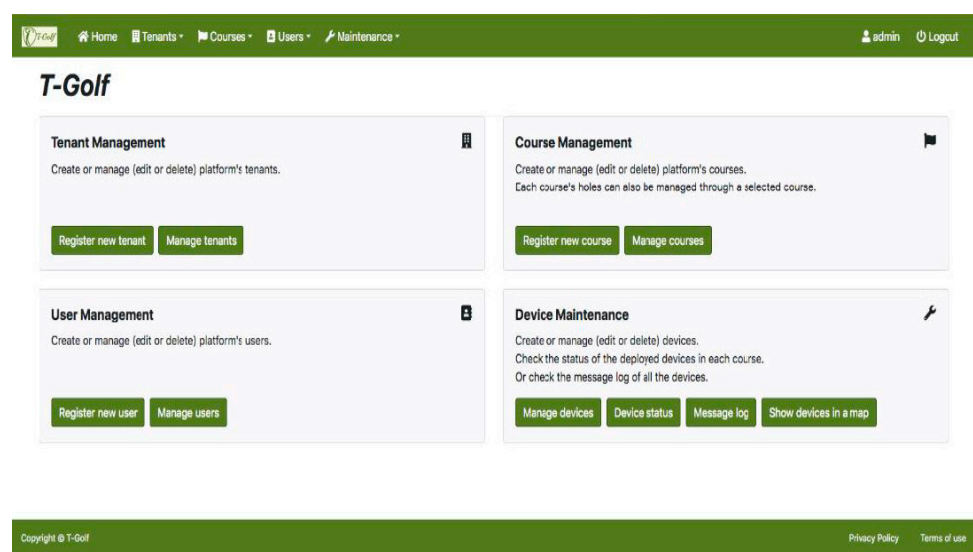 T-Golf
Home Tenants Courses Users Maintenance admin Logout
T-Golf
Tenant Management
Create or manage (edit or delete) platform's tenants.
Register new tenant Manage tenants
Course Management
Create or manage (edit or delete) platform's courses.
Each course's holes can also be managed through a selected course.
Register new course Manage courses
User Management
Create or manage (edit or delete) platform's users.
Register new user Manage users
Device Maintenance
Create or manage (edit or delete) devices.
Check the status of the deployed devices in each course.
Or check the message log of all the devices.
Manage devices Device status Message log Show devices in a map
Copyright © T-Golf Privacy Policy Terms of use